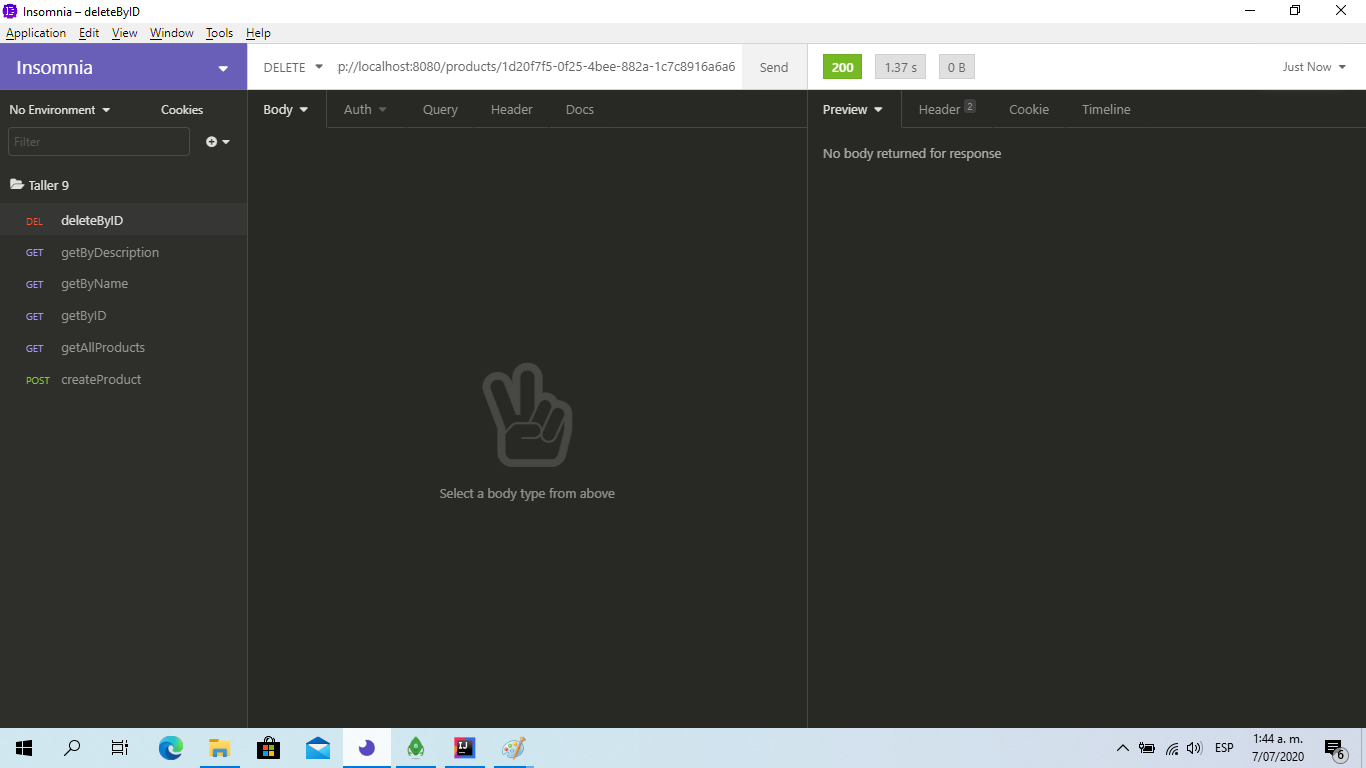 Insomnia – deleteByID
Application Edit View Window Tools Help
Insomnia
DELETE p://localhost:8080/products/1d20f7f5-0f25-4bee-882a-1c7c8916a6a6 Send
200 1.37 s 0 B Just Now
No Environment Cookies
Body Auth Query Header Docs
Preview Header 2 Cookie Timeline
Filter
No body returned for response
Taller 9
DEL deleteByID
GET getByDescription
GET getByName
GET getByID
GET getAllProducts
POST createProduct
Select a body type from above
IJ
ESP
1:44 a. m.
7/07/2020
6